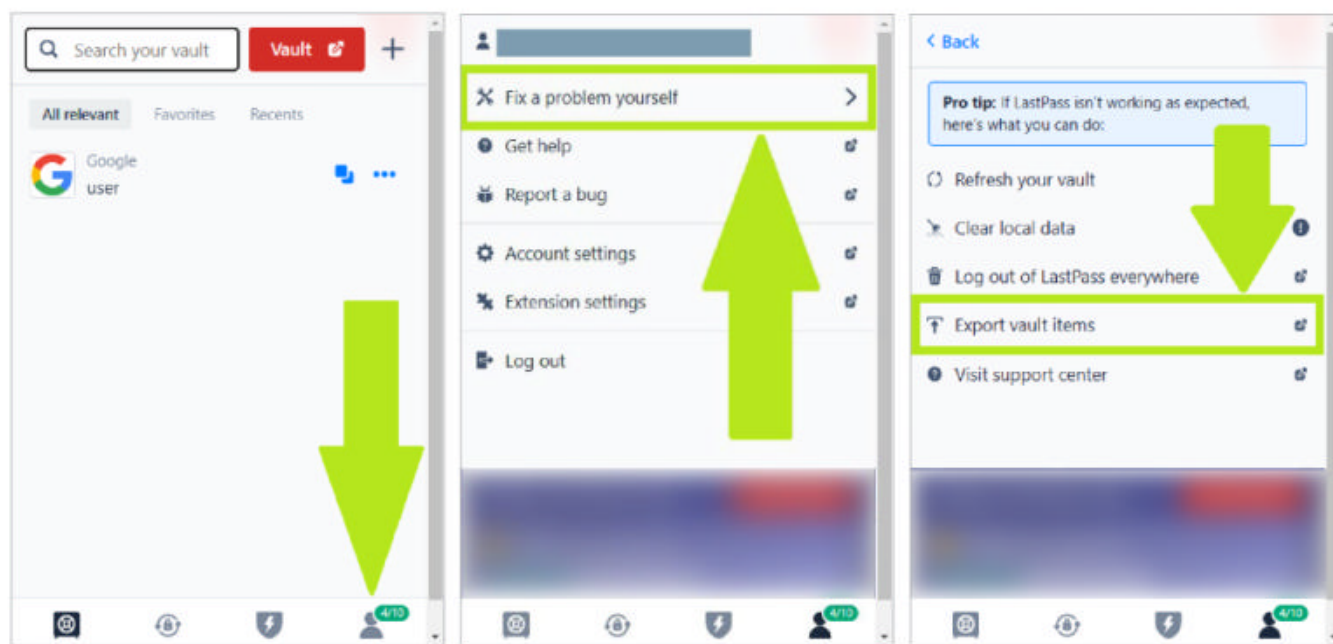 Search your vault
Vault
All relevant Favorites Recents
Google
user
4/10
Fix a problem yourself
Get help
Report a bug
Account settings
Extension settings
Log out
4/10
Back
Pro tip: If LastPass isn't working as expected,
here's what you can do:
Refresh your vault
Clear local data
Log out of LastPass everywhere
Export vault items
Visit support center
4/10